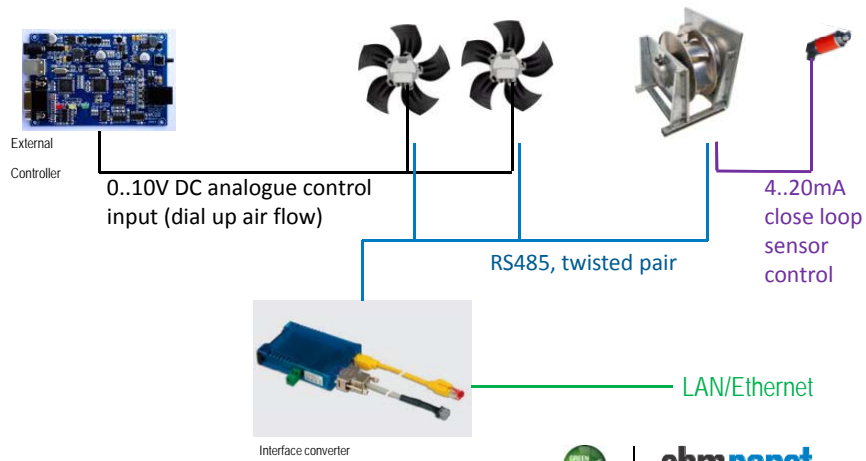 External
Controller
0..10V DC analogue control
input (dial up air flow)
4..20mA
close loop
sensor
control
RS485, twisted pair
LAN/Ethernet
Interface converter
GREEN